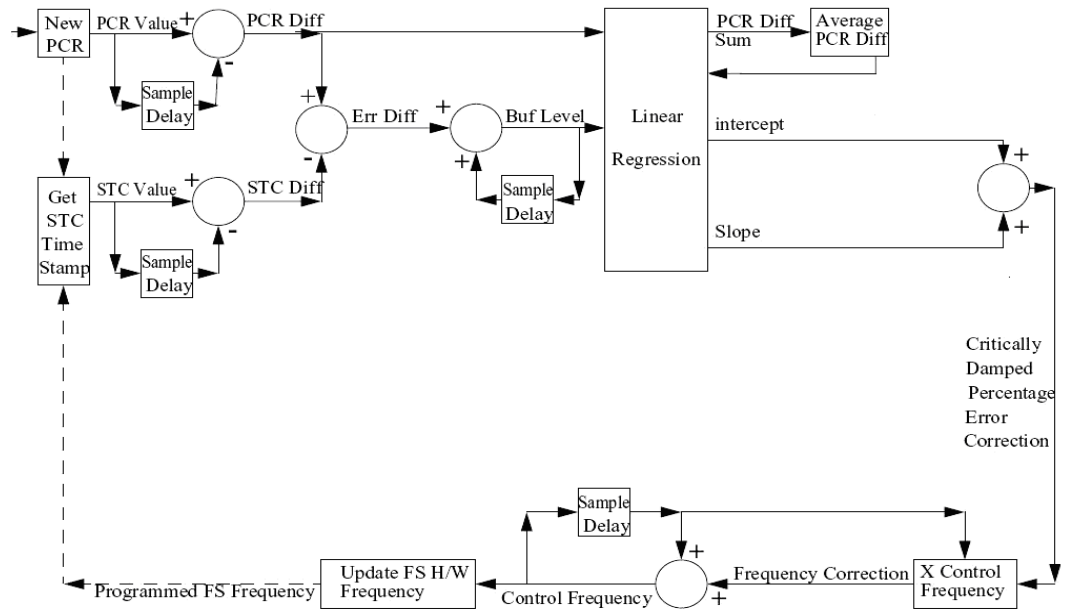 New
PCR
PCR Value
+
-
PCR Diff
Sample
Delay
PCR Diff
Sum
Average
PCR Diff
+
-
Err Diff
+
+
Buf Level
Sample
Delay
Linear
Regression
intercept
+
+
Slope
Get
STC
Time
Stamp
STC Value
+
-
STC Diff
Sample
Delay
Critically
Damped
Percentage
Error
Correction
Sample
Delay
+
+
Frequency Correction
X Control
Frequency
Control Frequency
Update FS H/W
Frequency
Programmed FS Frequency